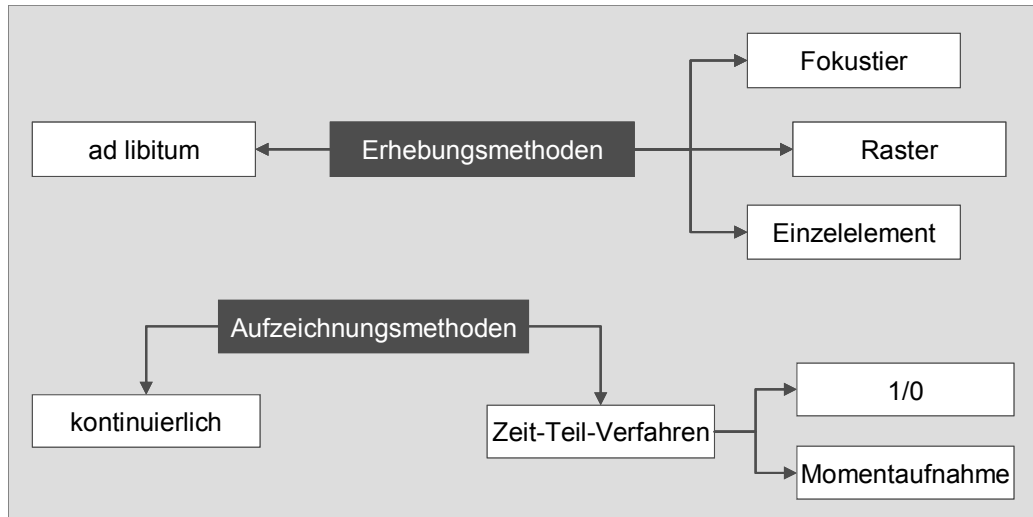 Fokustier
ad libitum
Erhebungsmethoden
Raster
Einzelelement
Aufzeichnungsmethoden
kontinuierlich
Zeit-Teil-Verfahren
1/0
Momentaufnahme